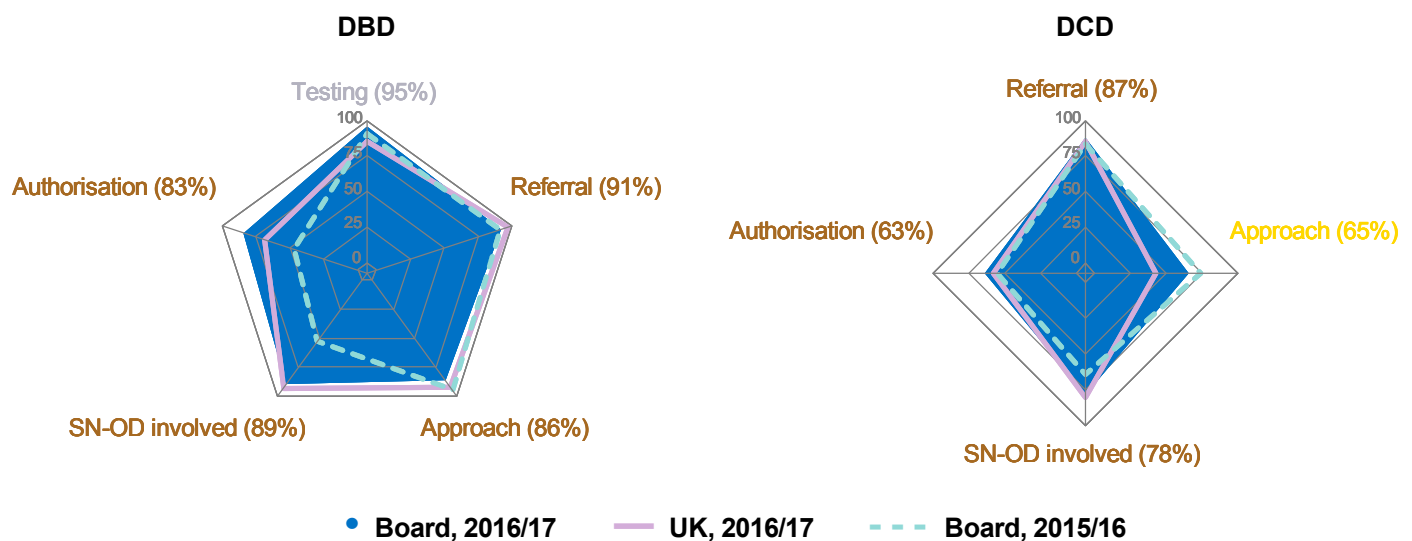 DBD
Testing (95%)
100
75
50
25
0
Authorisation (83%)
Referral (91%)
SN-OD involved (89%)
Approach (86%)
DCD
Referral (87%)
100
75
50
25
0
Authorisation (63%)
Approach (65%)
SN-OD involved (78%)
Board, 2016/17
UK, 2016/17
Board, 2015/16